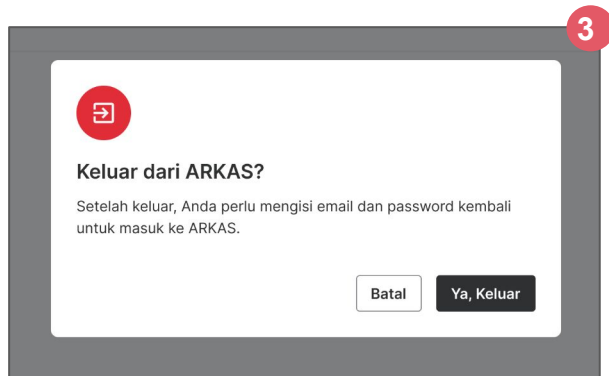 3
Keluar dari ARKAS?
Setelah keluar, Anda perlu mengisi email dan password kembali
untuk masuk ke ARKAS.
Batal
Ya, Keluar